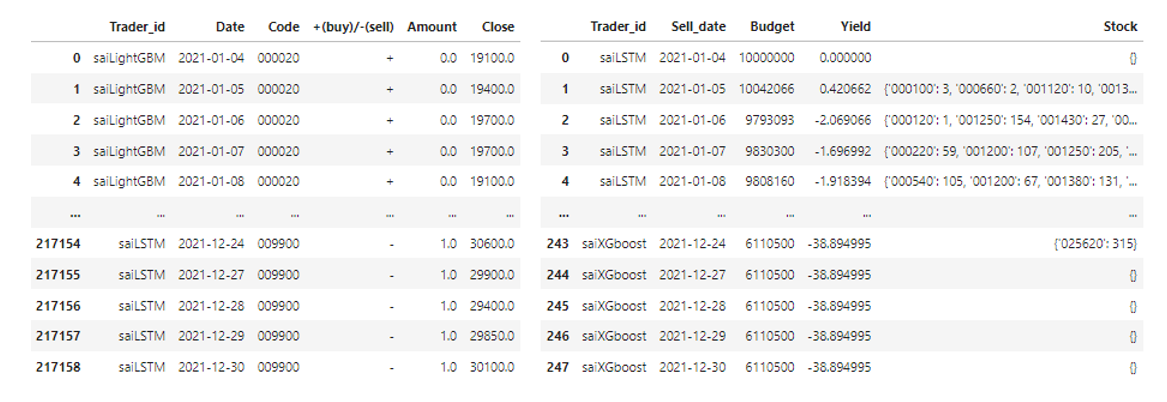 Trader_id Date Code +(buy)/-(sell) Amount Close
0 saiLightGBM 2021-01-04 000020 + 0.0 19100.0
1 saiLightGBM 2021-01-05 000020 + 0.0 19400.0
2 saiLightGBM 2021-01-06 000020 + 0.0 19700.0
3 saiLightGBM 2021-01-07 000020 + 0.0 19700.0
4 saiLightGBM 2021-01-08 000020 + 0.0 19100.0
... ... ... ... ... ... ...
217154 saiLSTM 2021-12-24 009900 - 1.0 30600.0
217155 saiLSTM 2021-12-27 009900 - 1.0 29900.0
217156 saiLSTM 2021-12-28 009900 - 1.0 29400.0
217157 saiLSTM 2021-12-29 009900 - 1.0 29850.0
217158 saiLSTM 2021-12-30 009900 - 1.0 30100.0
Trader_id Sell_date Budget Yield Stock
0 saiLSTM 2021-01-04 10000000 0.000000 {}
1 saiLSTM 2021-01-05 10042066 0.420662 {'000100': 3, '000660': 2, '001120': 10, '0013...
2 saiLSTM 2021-01-06 9793093 -2.069066 {'000120': 1, '001250': 154, '001430': 27, '00...
3 saiLSTM 2021-01-07 9830300 -1.696992 {'000220': 59, '001200': 107, '001250': 205, '...
4 saiLSTM 2021-01-08 9808160 -1.918394 {'000540': 105, '001200': 67, '001380': 131, '...
... ... ... ... ... ...
243 saiXGboost 2021-12-24 6110500 -38.894995 {'025620': 315}
244 saiXGboost 2021-12-27 6110500 -38.894995 {}
245 saiXGboost 2021-12-28 6110500 -38.894995 {}
246 saiXGboost 2021-12-29 6110500 -38.894995 {}
247 saiXGboost 2021-12-30 6110500 -38.894995 {}